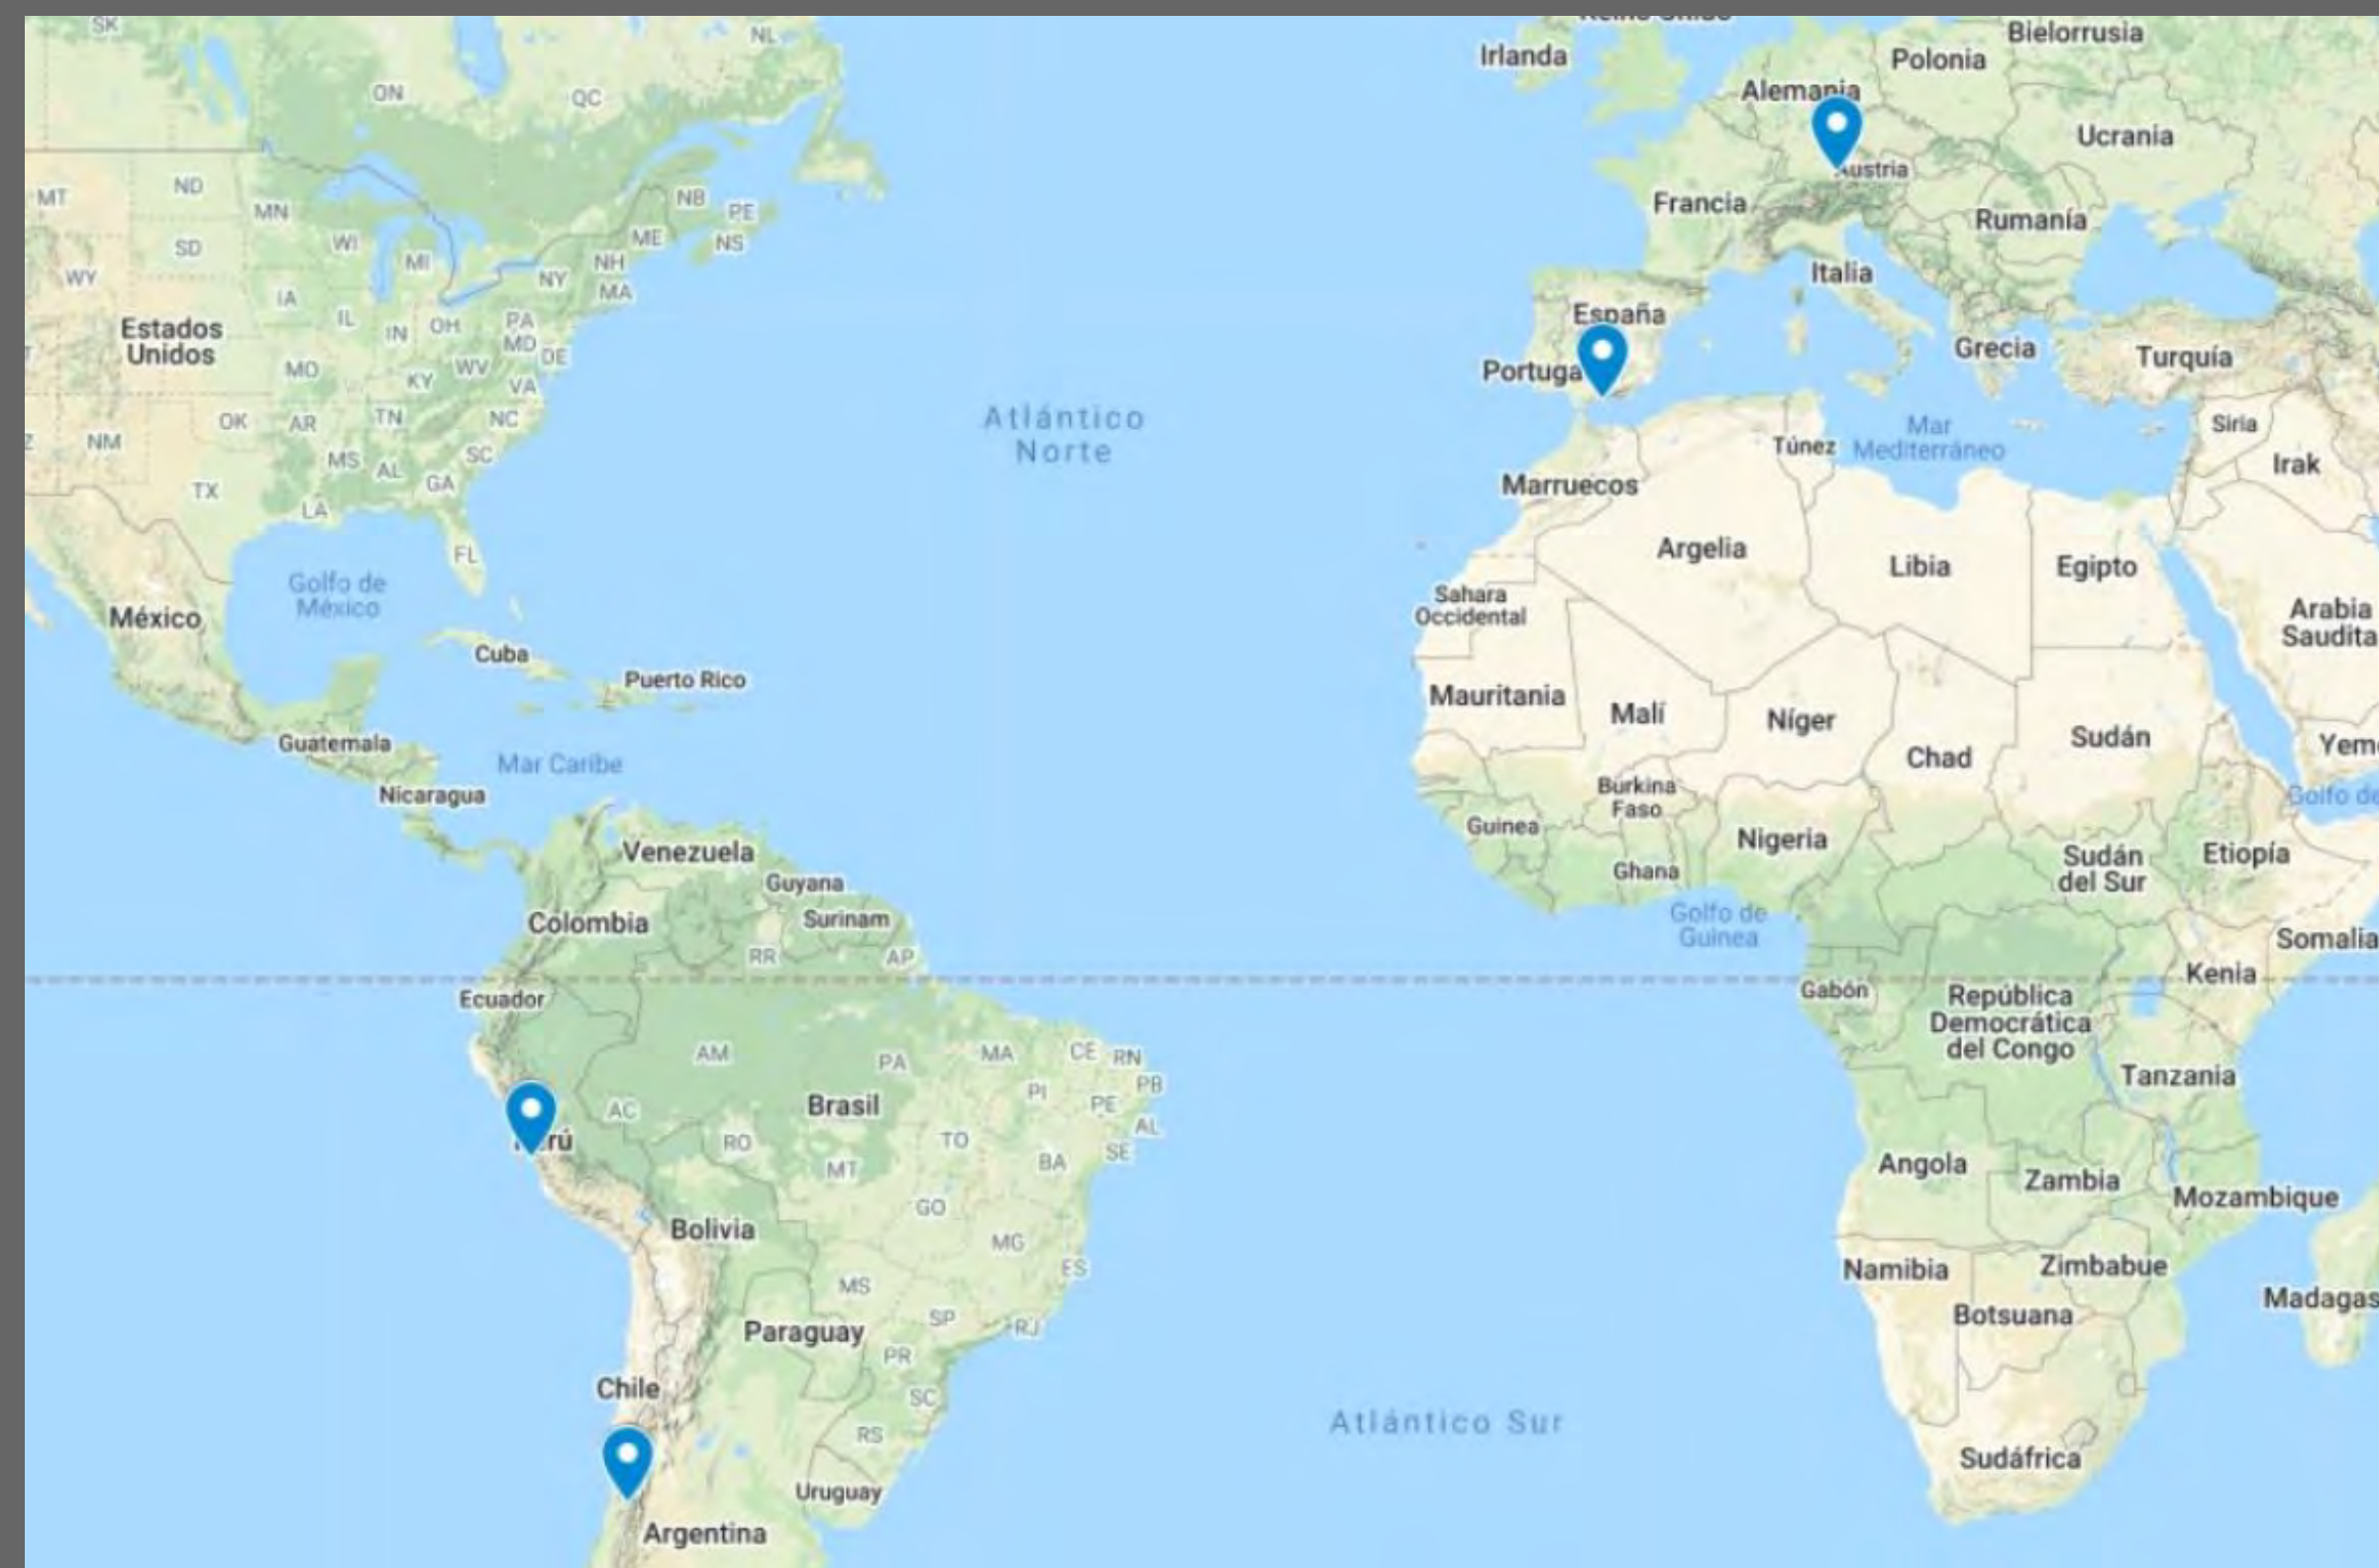 SK
NL
ON
QC
MT
ND
MN
NB
PE
SD
WI
ME
NS
WY
MI
NH
NY
MA
IA
IL
IN
OH
PA
Estados
Unidos
MD
DE
MO
WV
KY
VA
OK
AR
TN
NC
NM
MS
AL
SC
TX
GA
LA
FL
Golfo de
México
México
Cuba
Puerto Rico
Guatemala
Mar Caribe
Nicaragua
Atlántico
Norte
Venezuela
Guyana
Colombia
Surinam
RR
AP
Ecuador
AM
PA
MA
CE
RN
PB
PI
AC
Brasil
PE
AL
rú
RO
TO
SE
MT
BA
GO
Bolivia
MG
ES
MS
SP
RJ
Paraguay
PR
Chile
SC
RS
Uruguay
Argentina
Atlántico Sur
Irlanda
Bielorrusia
Polonia
Alemania
Ucrania
Austria
Francia
Rumanía
Italia
España
Portuga
Grecia
Turquía
Siria
Mar
Mediterráneo
Túnez
Irak
Marruecos
Argelia
Libia
Egipto
Sahara
Occidental
Arabia
Saudita
Mauritania
Malí
Níger
Chad
Sudán
Yem
Burkina
Faso
Golfo de
Guinea
Nigeria
Ghana
Sudán
del Sur
Etiopía
Golfo de
Guinea
Somalia
Gabón
Kenia
República
Democrática
del Congo
Tanzania
Angola
Zambia
Mozambique
Namibia
Zimbabue
Botsuana
Madagas
Sudáfrica